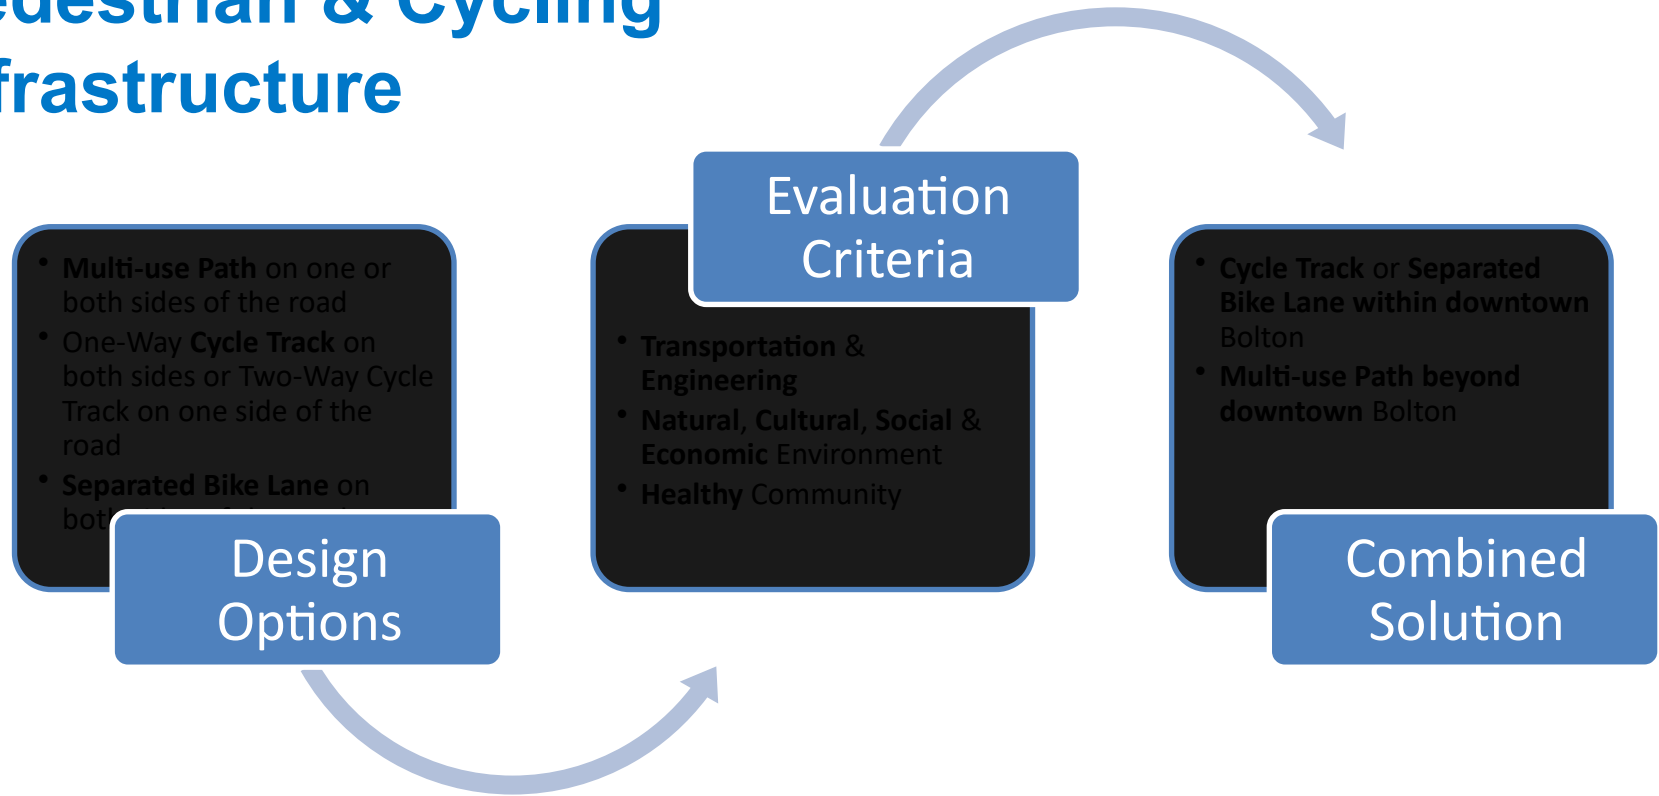 edestrian & Cycling
frastructure
• Multi-use Path on one or
both sides of the road
• One-Way Cycle Track on
both sides or Two-Way Cycle
Track on one side of the
road
• Separated Bike Lane on
Design
Options
Evaluation
Criteria
• Transportation &
Engineering
• Natural, Cultural, Social &
Economic Environment
• Healthy Community
• Cycle Track or Separated
Bike Lane within downtown
Bolton
• Multi-use Path beyond
downtown Bolton
Combined
Solution